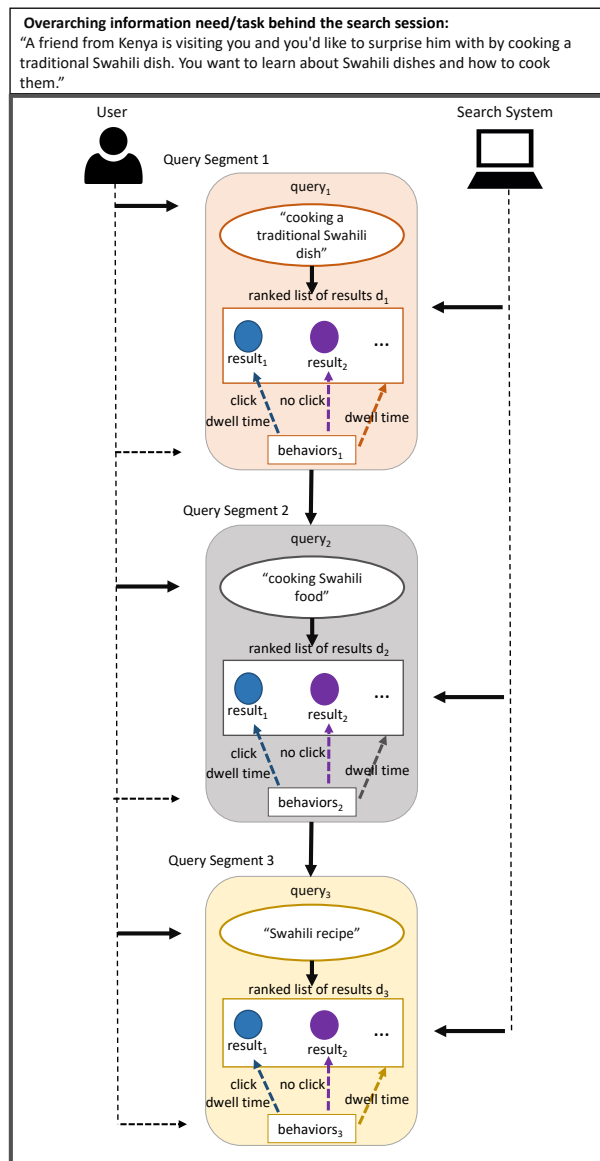 Overarching information need/task behind the search session:
“A friend from Kenya is visiting you and you'd like to surprise him with by cooking a
traditional Swahili dish. You want to learn about Swahili dishes and how to cook
them.”
User
Search System
Query Segment 1
query1
“cooking a
traditional Swahili
dish”
ranked list of results d1
result1
result2
...
click
dwell time
no click
dwell time
behaviors1
Query Segment 2
query2
“cooking Swahili
food”
ranked list of results d2
result1
result2
...
click
dwell time
no click
dwell time
behaviors2
Query Segment 3
query3
“Swahili recipe”
ranked list of results d3
result1
result2
...
click
dwell time
no click
dwell time
behaviors3